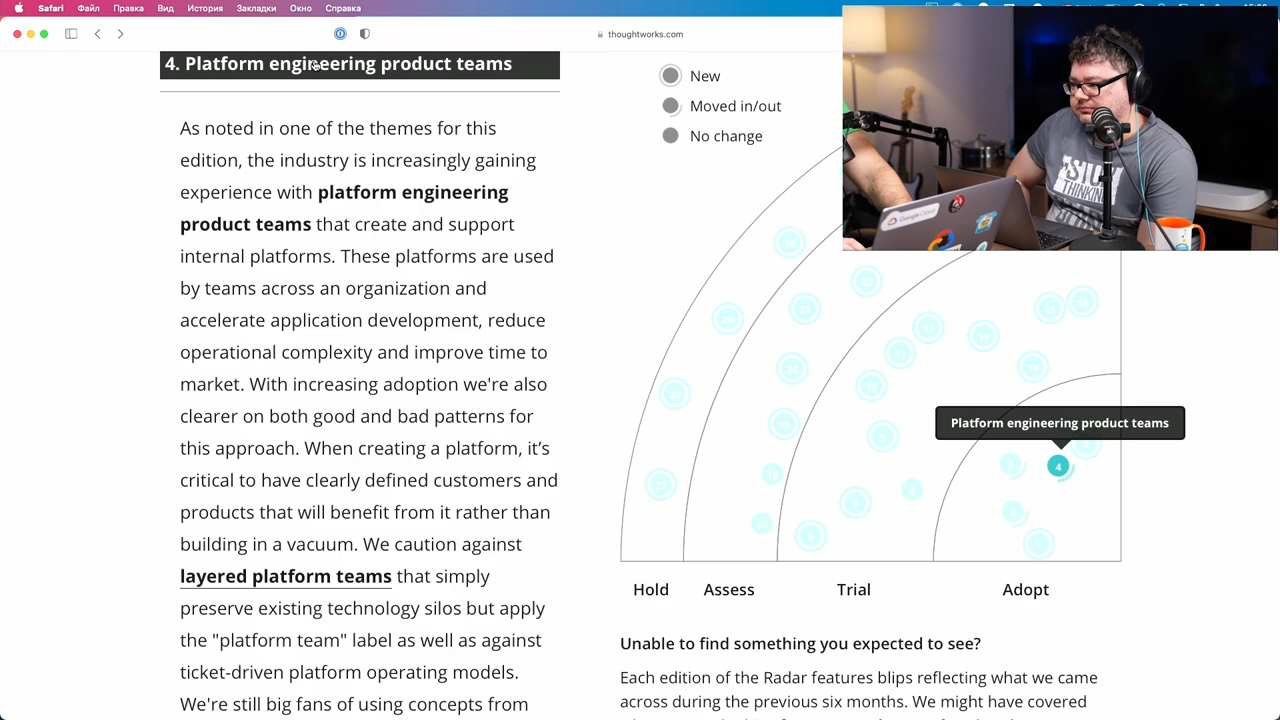 Safari Файл Правка Вид История Закладки Окно Справка
thoughtworks.com
4. Platform engineering product teams
As noted in one of the themes for this
edition, the industry is increasingly gaining
experience with platform engineering
product teams that create and support
internal platforms. These platforms are used
by teams across an organization and
accelerate application development, reduce
operational complexity and improve time to
market. With increasing adoption we're also
clearer on both good and bad patterns for
this approach. When creating a platform, it’s
critical to have clearly defined customers and
products that will benefit from it rather than
building in a vacuum. We caution against
layered platform teams that simply
preserve existing technology silos but apply
the "platform team" label as well as against
ticket-driven platform operating models.
We're still big fans of using concepts from
New
Moved in/out
No change
Platform engineering product teams
4
Hold Assess Trial Adopt
Unable to find something you expected to see?
Each edition of the Radar features blips reflecting what we came
across during the previous six months. We might have covered
Google Cloud
THINKING